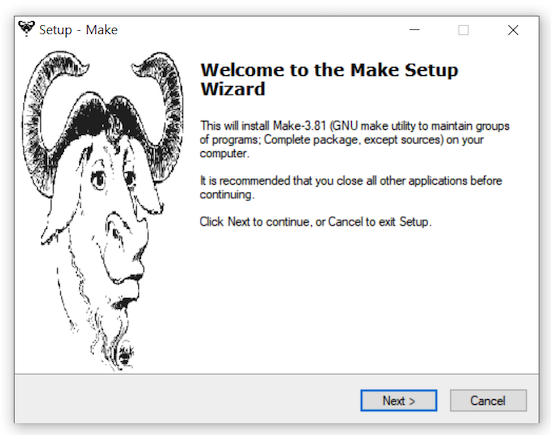 Setup - Make
Welcome to the Make Setup
Wizard
This will install Make-3.81 (GNU make utility to maintain groups
of programs; Complete package, except sources) on your
computer.
It is recommended that you close all other applications before
continuing.
Click Next to continue, or Cancel to exit Setup.
Next >
Cancel